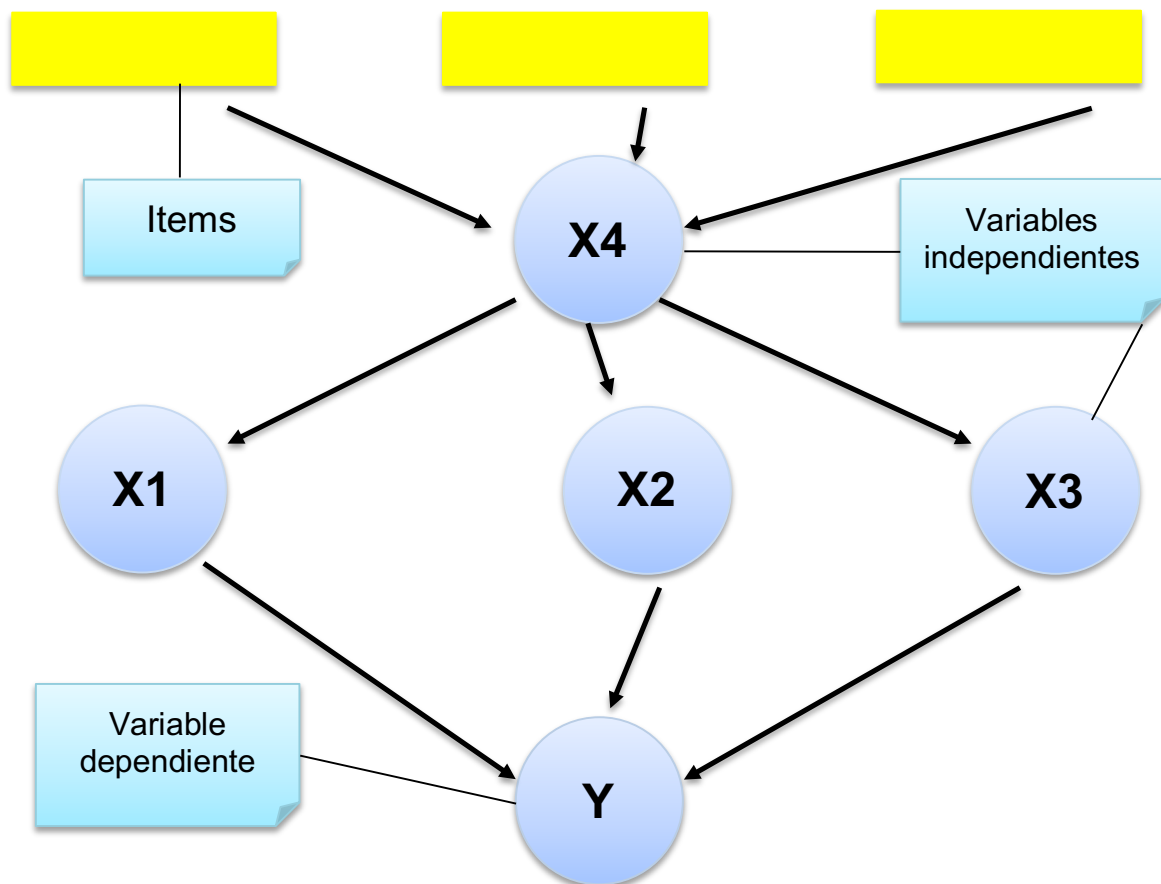 Items
X4
Variables
independientes
X1
X2
X3
Variable
dependiente
Y